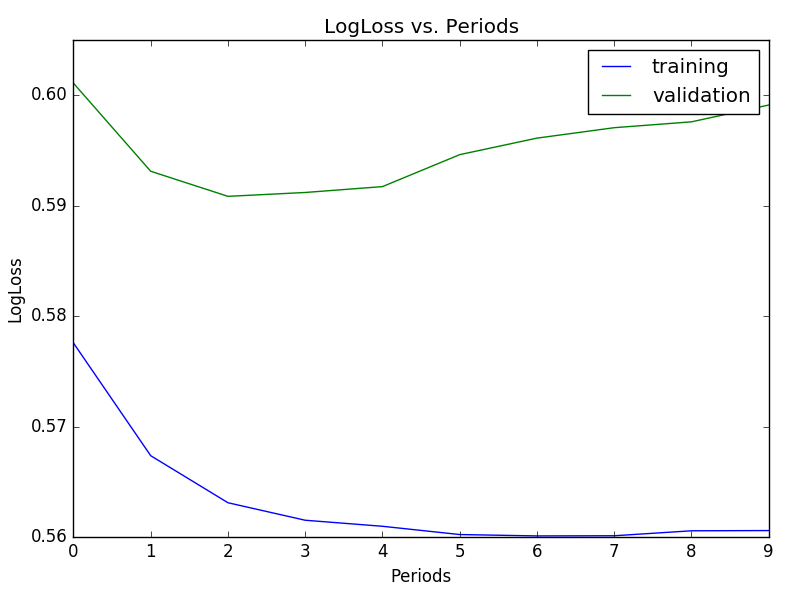 LogLoss vs. Periods
training
validation
0.60
0.59
0.58
0.57
0.56
LogLoss
0 1 2 3 4 5 6 7 8 9
Periods